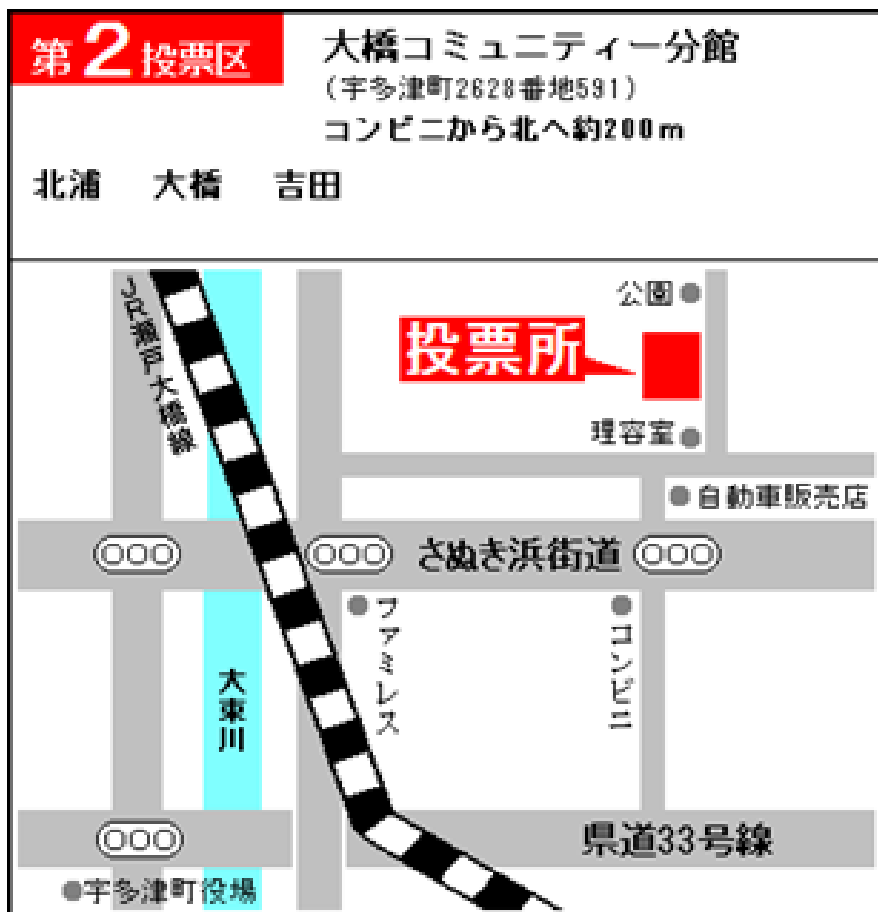 第2投票区
大橋コミュニティー分館
（宇多津町2628番地591）
コンビニから北へ約200m
北浦　大橋　吉田
JR瀬戸大橋線
公園
投票所
理容室
自動車販売店
さぬき浜街道
ファミレス
コンビニ
大束川
県道33号線
宇多津町役場